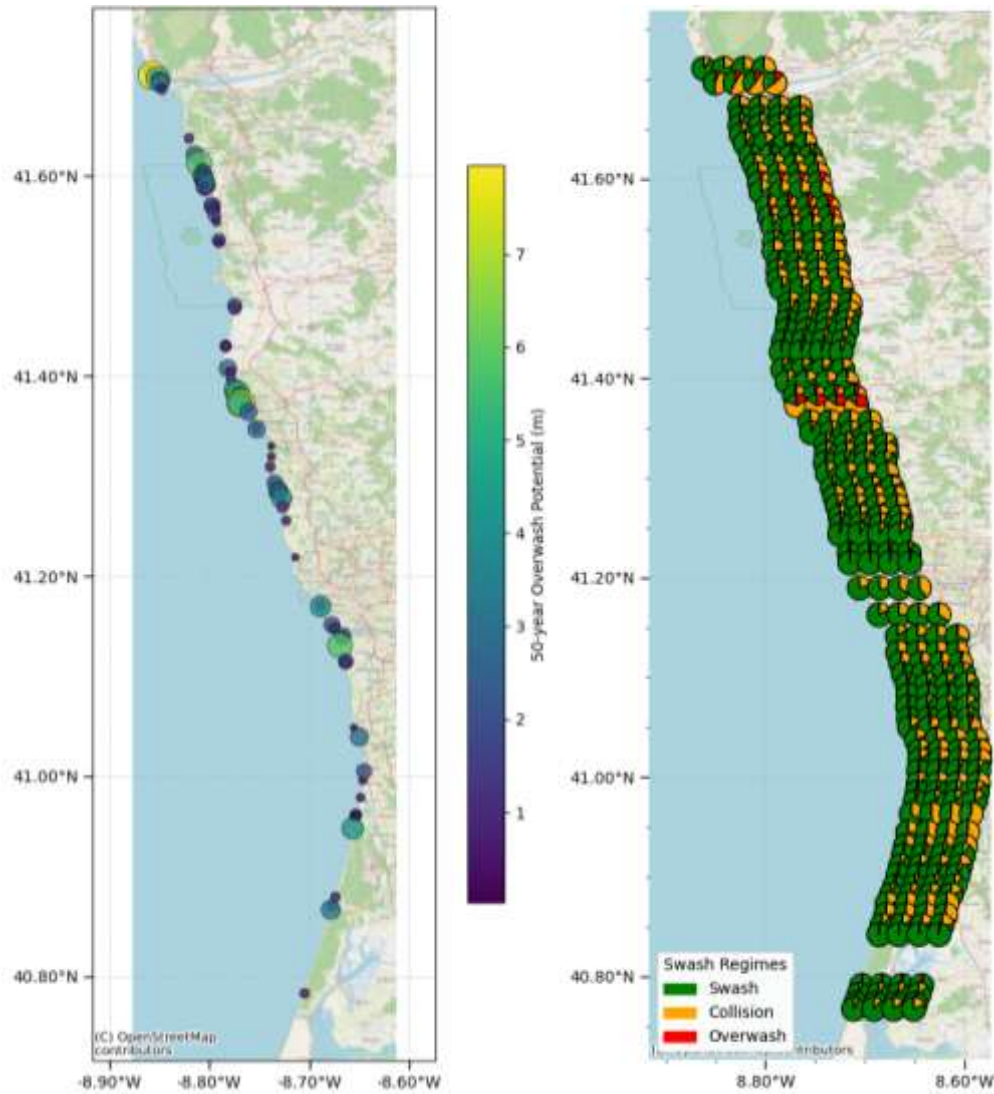 41.60°N
41.40°N
41.20°N
41.00°N
40.80°N
(C) OpenStreetMap
contributors
-8.90°W
-8.80°W
-8.70°W
-8.60°W
7
6
5
4
3
2
1
50-year Overwash Potential (m)
41.60°N
41.40°N
41.20°N
41.00°N
40.80°N
Swash Regimes
Swash
Collision
Overwash
8.80°W
8.60°W